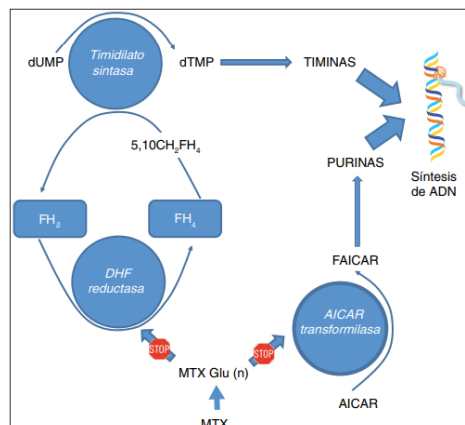 Timidilato
sintasa
dUMP
dTMP
TIMINAS
5,10CH₂FH₄
PURINAS
Síntesis
de ADN
FH₂
FH₄
DHF
reductasa
FAICAR
AICAR
transformilasa
STOP
STOP
MTX Glu (n)
AICAR
MTX